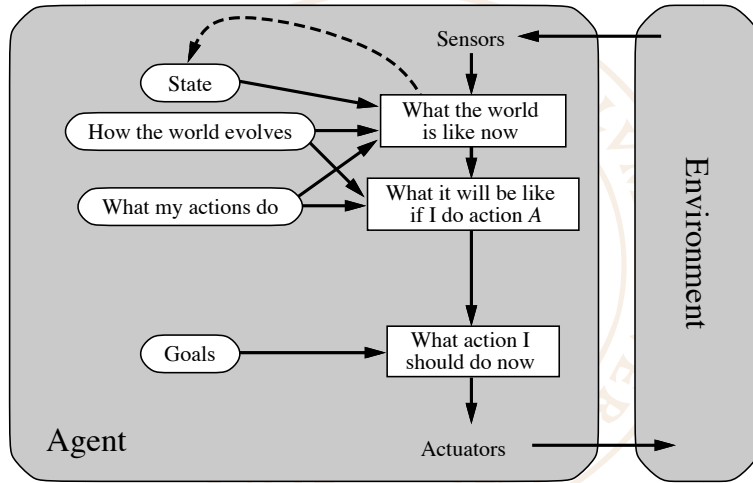 Sensors
State
What the world
is like now
How the world evolves
What it will be like
if I do action A
What my actions do
Environment
What action I
should do now
Goals
Agent
Actuators